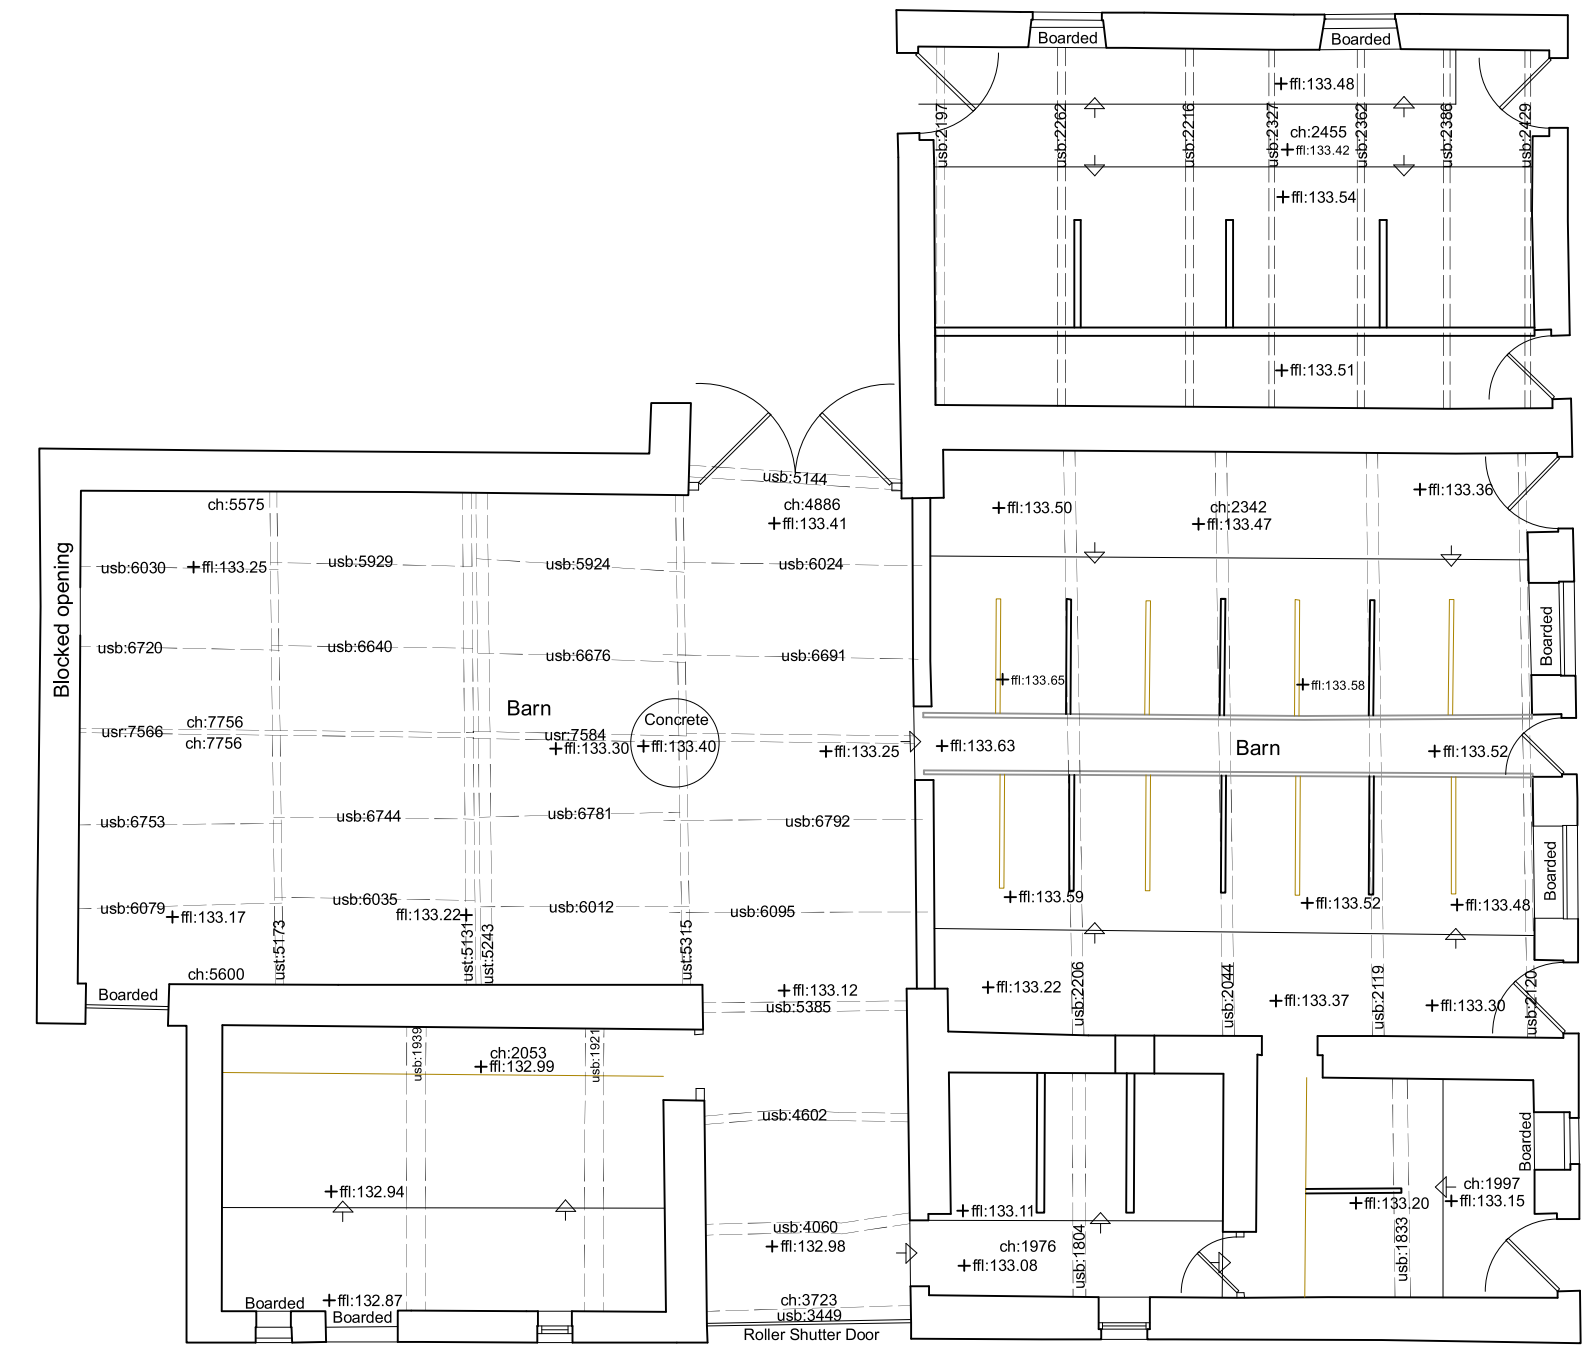 Boarded
Boarded
+ffl:133.48
usb:2197
usb:2262
usb:2216
usb:2327
usb:2362
usb:2386
usb:2429
ch:2455
+ffl:133.42
+ffl:133.54
+ffl:133.51
usb:5144
ch:5575
ch:4886
+ffl:133.41
+ffl:133.50
ch:2342
+ffl:133.47
+ffl:133.36
Blocked opening
usb:6030
+ffl:133.25
usb:5929
usb:5924
usb:6024
Boarded
usb:6720
usb:6640
usb:6676
usb:6691
+ffl:133.65
+ffl:133.58
Barn
Concrete
ch:7756
usr:7566
ch:7756
usr:7584
+ffl:133.30
+ffl:133.40
+ffl:133.25
+ffl:133.63
Barn
+ffl:133.52
usb:6753
usb:6744
usb:6781
usb:6792
Boarded
usb:6079
+ffl:133.17
usb:6035
ffl:133.22+
usb:6012
usb:6095
+ffl:133.59
+ffl:133.52
+ffl:133.48
ust:5173
ust:5131
ust:5243
ust:5315
ch:5600
Boarded
+ffl:133.12
usb:5385
+ffl:133.22
usb:2206
usb:2044
+ffl:133.37
usb:2119
+ffl:133.30
usb:2120
usb:1939
ch:2053
+ffl:132.99
usb:1921
usb:4602
Boarded
+ffl:132.94
ch:1997
+ffl:133.20
+ffl:133.15
+ffl:133.11
usb:4060
+ffl:132.98
ch:1976
+ffl:133.08
usb:1804
usb:1833
Boarded
+ffl:132.87
Boarded
ch:3723
usb:3449
Roller Shutter Door